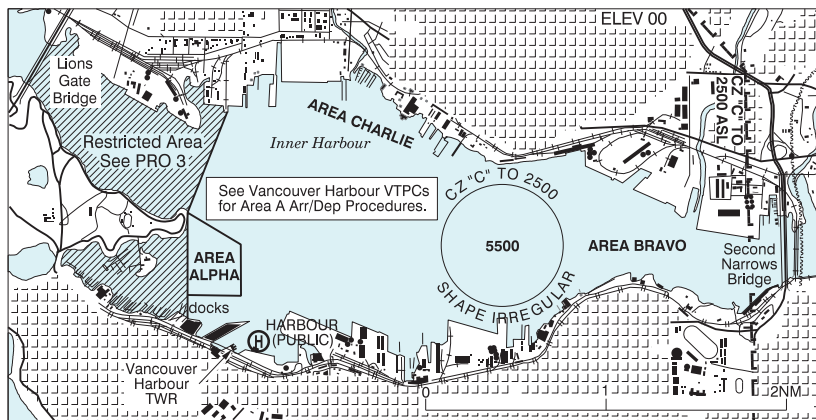 ELEV 00
Lions
Gate
Bridge
Restricted Area
See PRO 3
AREA CHARLIE
Inner Harbour
CZ "C" TO
2500 ASL
See Vancouver Harbour VTPCs
for Area A Arr/Dep Procedures.
CZ "C" TO 2500
5500
SHAPE IRREGULAR
AREA BRAVO
Second
Narrows
Bridge
AREA
ALPHA
docks
H
HARBOUR
(PUBLIC)
Vancouver
Harbour
TWR
0
1
2NM